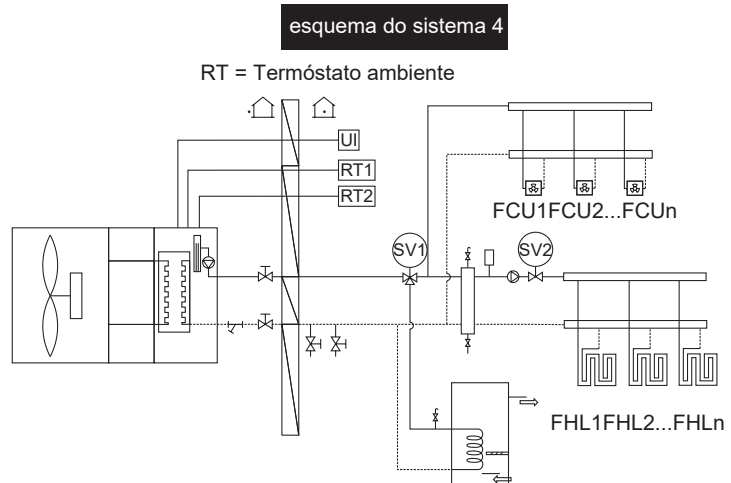 esquema do sistema 4
RT = Termóstato ambiente
UI
RT1
RT2
FCU1FCU2...FCUn
SV1
SV2
FHL1FHL2...FHLn